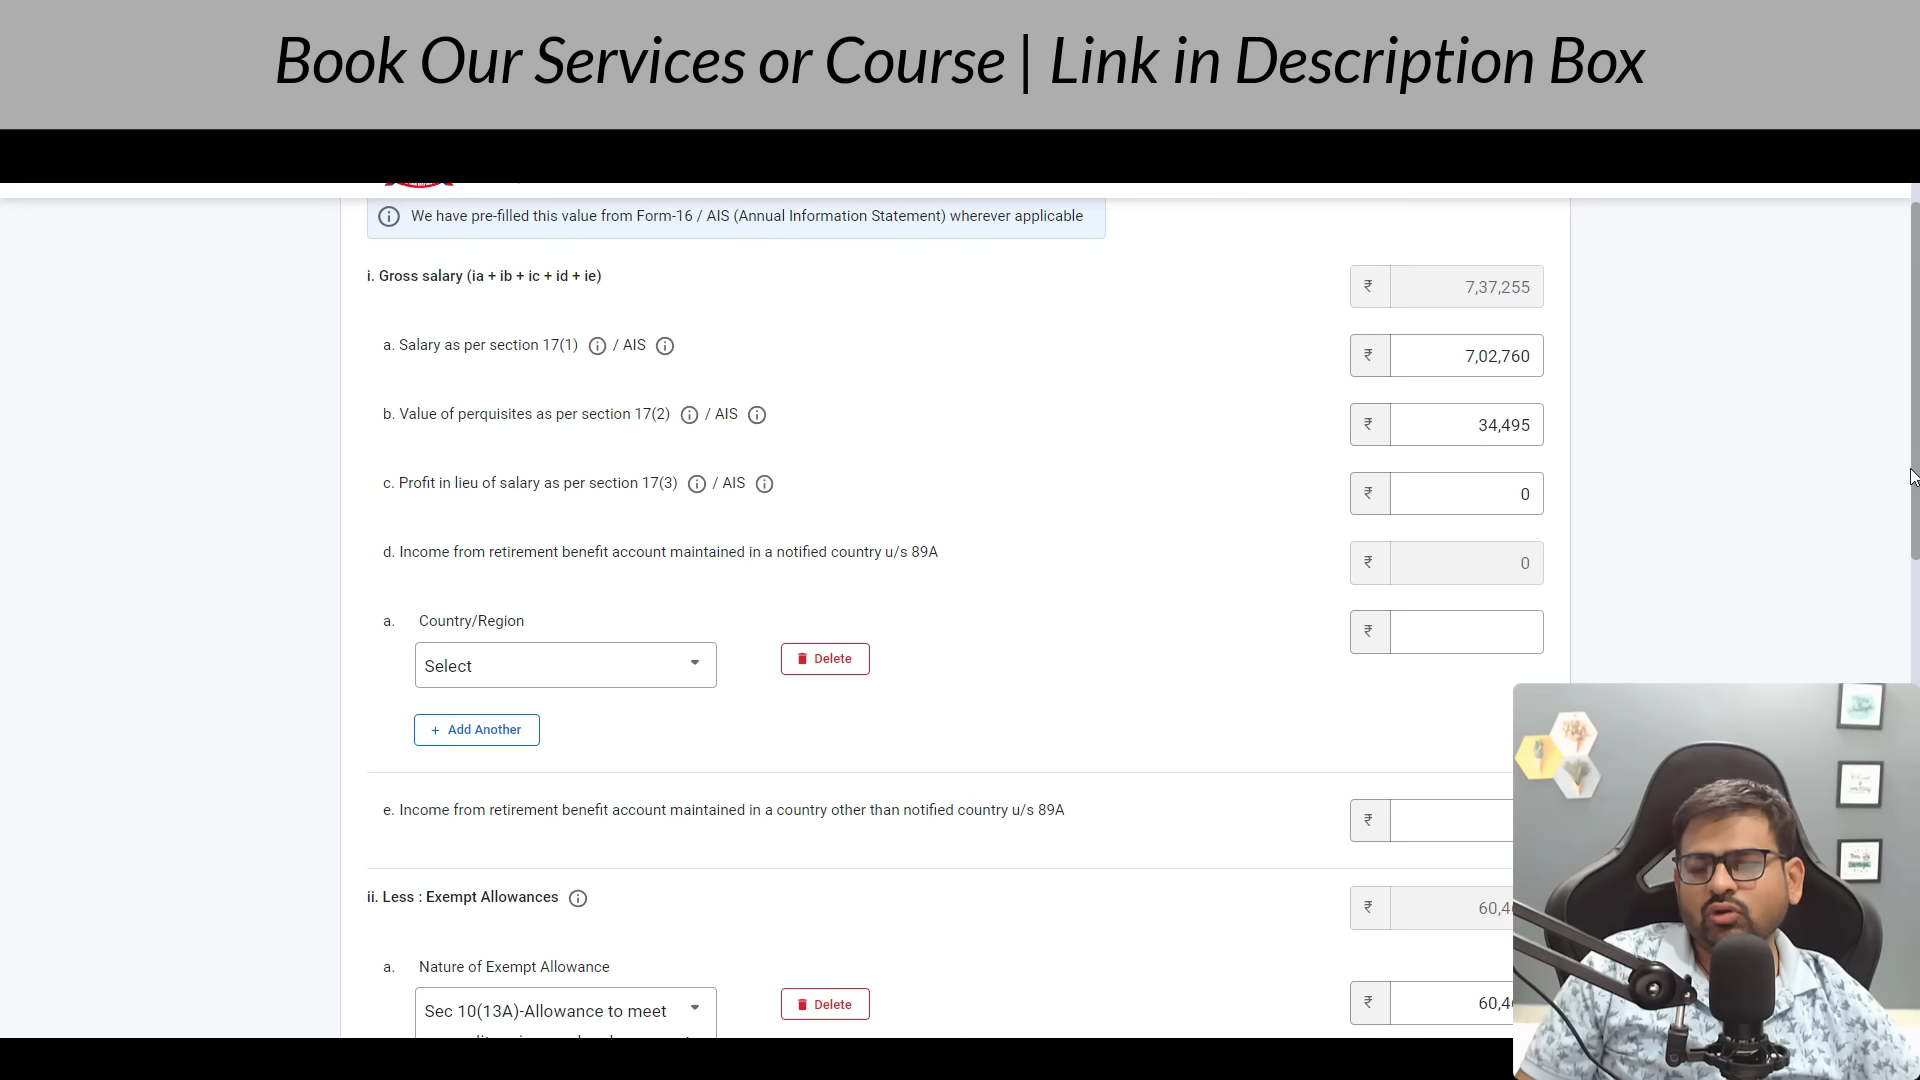 Book Our Services or Course | Link in Description Box
We have pre-filled this value from Form-16 / AIS (Annual Information Statement) wherever applicable
i. Gross salary (ia + ib + ic + id + ie)
₹ 7,37,255
a. Salary as per section 17(1) / AIS
₹ 7,02,760
b. Value of perquisites as per section 17(2) / AIS
₹ 34,495
c. Profit in lieu of salary as per section 17(3) / AIS
₹ 0
d. Income from retirement benefit account maintained in a notified country u/s 89A
₹ 0
a. Country/Region
₹
Select
Delete
+ Add Another
e. Income from retirement benefit account maintained in a country other than notified country u/s 89A
₹
ii. Less : Exempt Allowances
₹ 60,4
a. Nature of Exempt Allowance
Sec 10(13A)-Allowance to meet
Delete
₹ 60,4